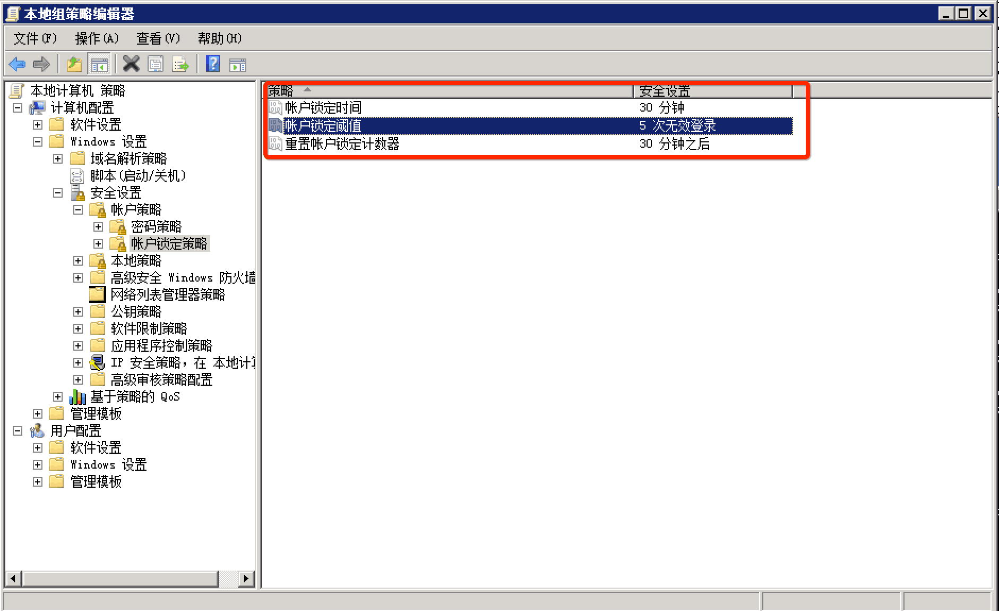 本地组策略编辑器
文件(F) 操作(A) 查看(V) 帮助(H)
本地计算机 策略
计算机配置
软件设置
Windows 设置
域名解析策略
脚本(启动/关机)
安全设置
帐户策略
密码策略
帐户锁定策略
本地策略
高级安全 Windows 防火墙
网络列表管理器策略
公钥策略
软件限制策略
应用程序控制策略
IP 安全策略，在 本地计
高级审核策略配置
基于策略的 QoS
管理模板
用户配置
软件设置
Windows 设置
管理模板
策略 安全设置
帐户锁定时间 30 分钟
帐户锁定阈值 5 次无效登录
重置帐户锁定计数器 30 分钟之后